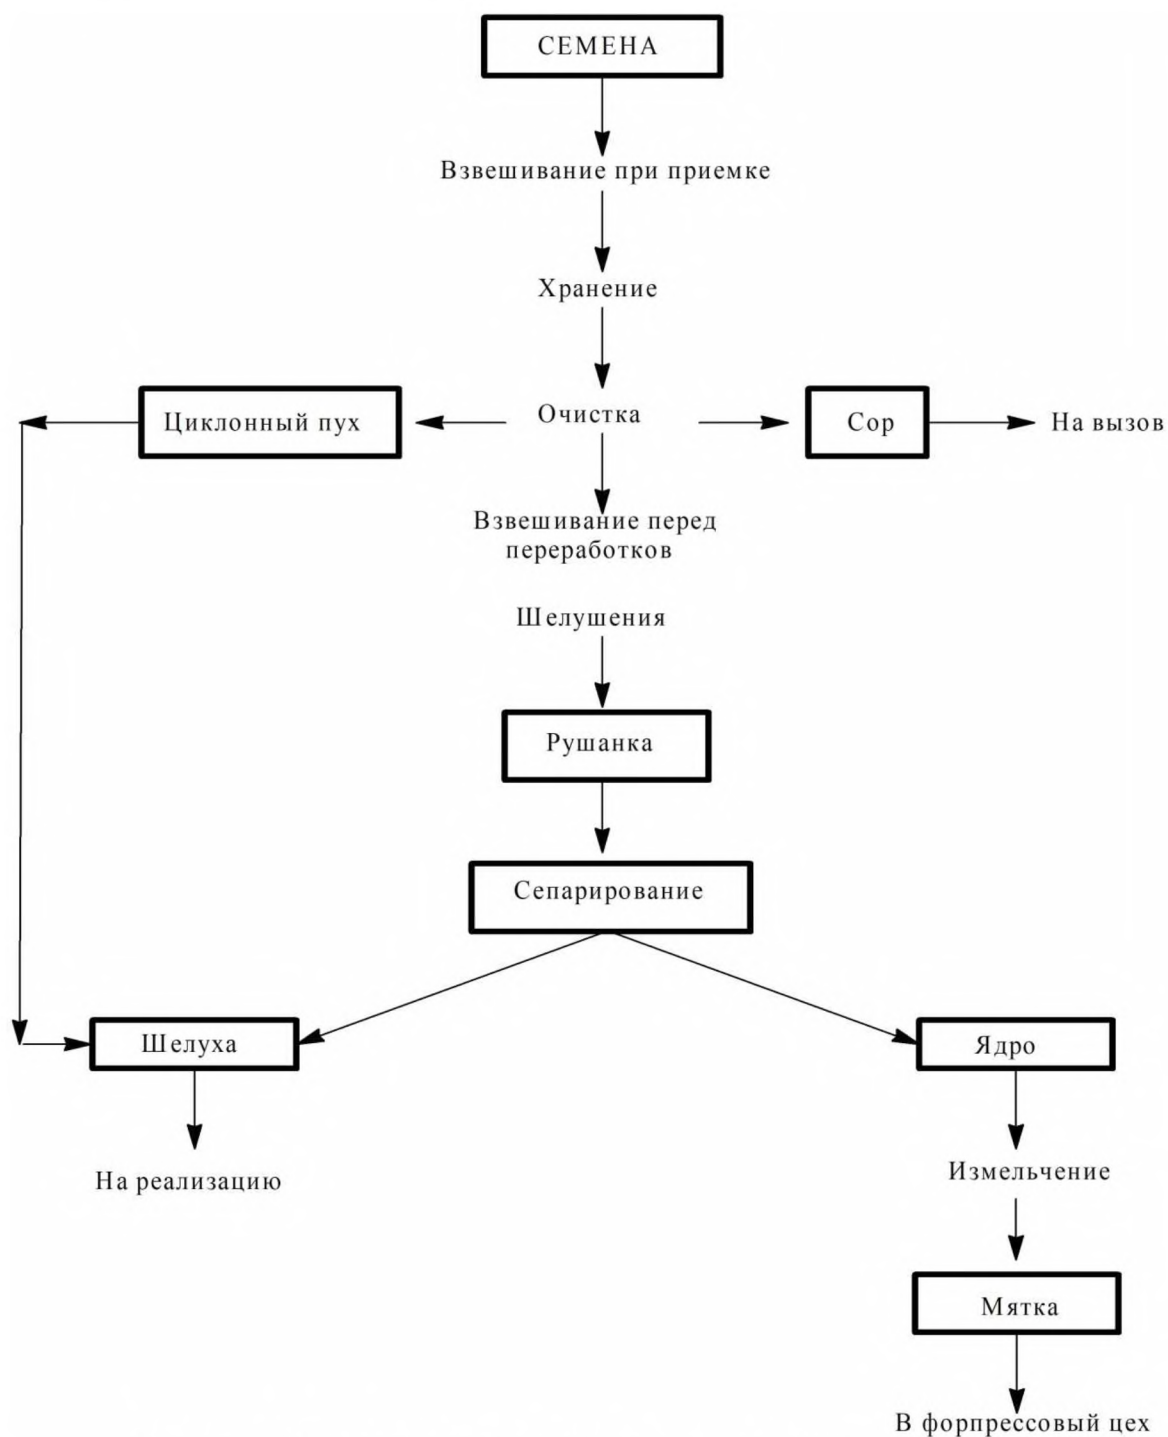 СЕМЕНА
Взвешивание при приемке
Хранение
Циклонный пух
Очистка
Сор
На вызов
Взвешивание перед
переработков
Шелушения
Рушанка
Сепарирование
Шелуха
Ядро
На реализацию
Измельчение
Мятка
В форпрессовый цех